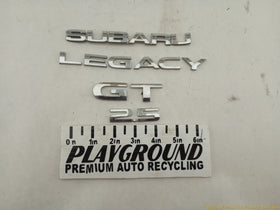 SUBARU
LEGACY
GT
2.5
0in 1in 2in 3in 4in 5in 6in
PLAYGROUND
PREMIUM AUTO RECYCLING